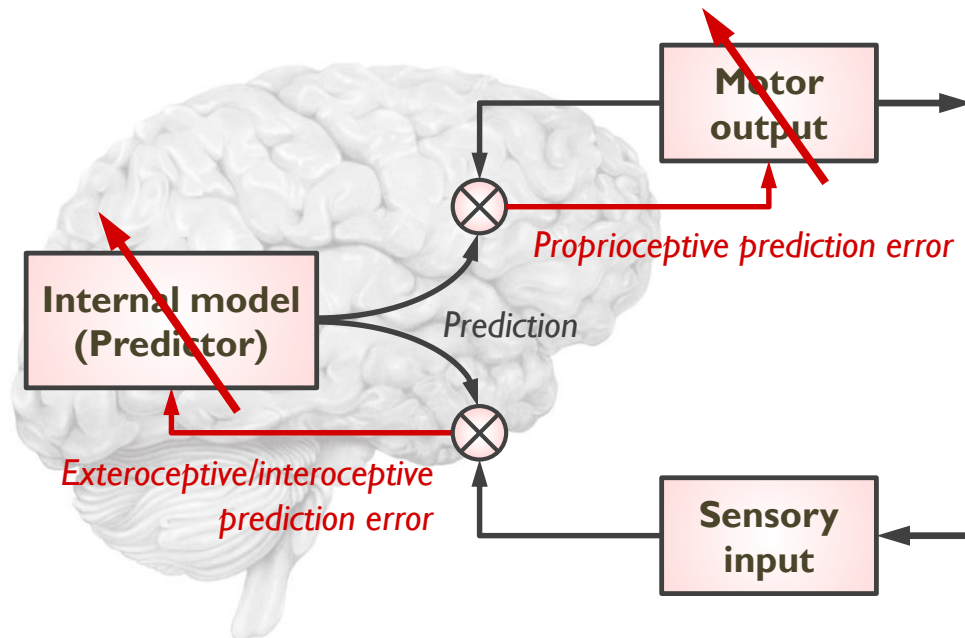 Motor
output
Proprioceptive prediction error
Internal model
(Predictor)
Prediction
Exteroceptive/interoceptive
prediction error
Sensory
input